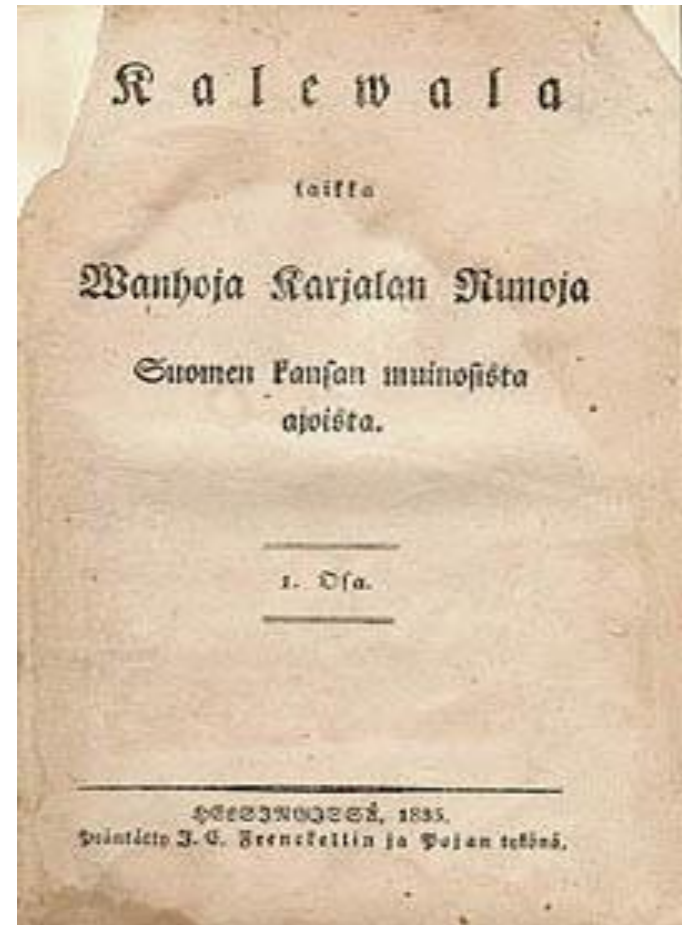 Kalewala
taikka
Wanhoja Karjalan Runoja
Suomen kansan muinosista
ajoista.
1. Osa.
HELSINGISSÄ, 1835.
Präntätty J. C. Frenckellin ja Pojan tykönä.